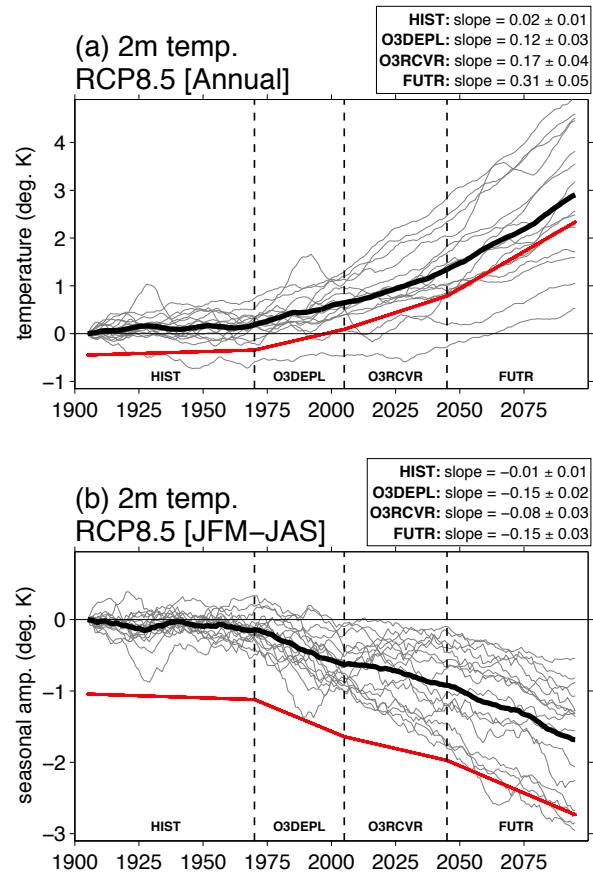 (a) 2m temp.
RCP8.5 [Annual]
HIST: slope = 0.02 ± 0.01
O3DEPL: slope = 0.12 ± 0.03
O3RCVR: slope = 0.17 ± 0.04
FUTR: slope = 0.31 ± 0.05
temperature (deg. K)
4
3
2
1
0
−1
HIST O3DEPL O3RCVR FUTR
1900 1925 1950 1975 2000 2025 2050 2075
(b) 2m temp.
RCP8.5 [JFM−JAS]
HIST: slope = −0.01 ± 0.01
O3DEPL: slope = −0.15 ± 0.02
O3RCVR: slope = −0.08 ± 0.03
FUTR: slope = −0.15 ± 0.03
seasonal amp. (deg. K)
0
−1
−2
−3
HIST O3DEPL O3RCVR FUTR
1900 1925 1950 1975 2000 2025 2050 2075